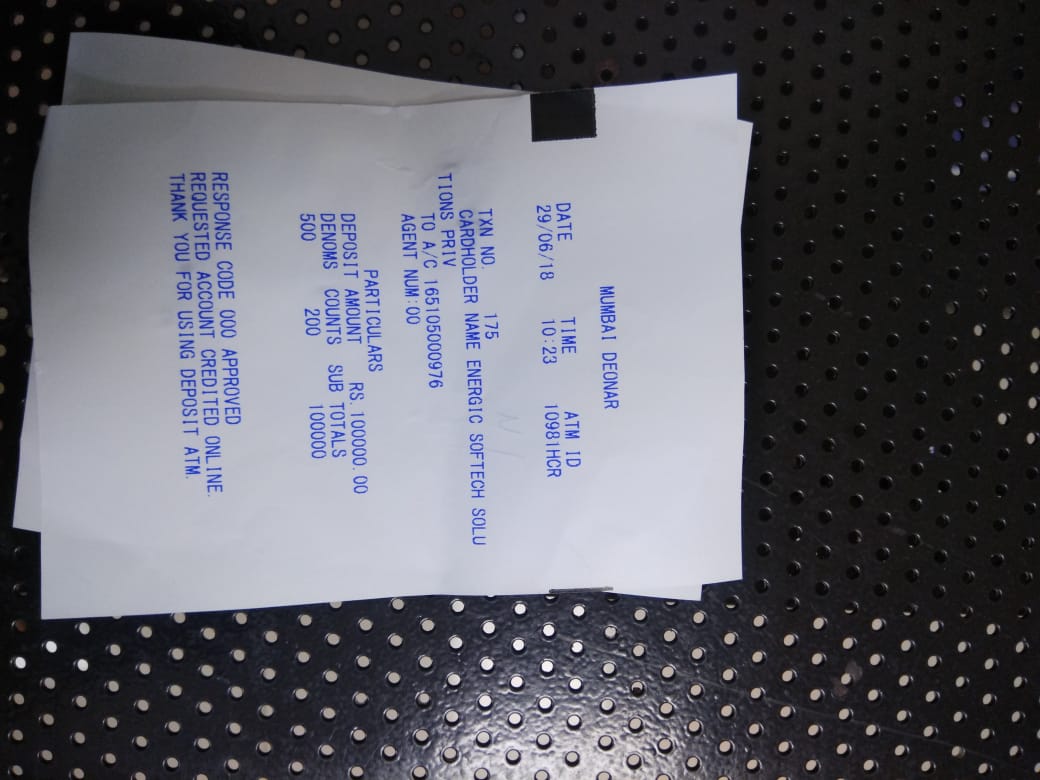 MUMBAI DEONAR
DATE TIME ATM ID
29/06/18 10:23 10981HCR
TXN NO. 175
CARDHOLDER NAME ENERGIC SOFTECH SOLU
TIONS PRIV
TO A/C 165105000976
AGENT NUM:00
PARTICULARS
DEPOSIT AMOUNT RS.100000.00
DENOMS COUNTS SUB TOTALS
500 200 100000
RESPONSE CODE 000 APPROVED
REQUESTED ACCOUNT CREDITED ONLINE.
THANK YOU FOR USING DEPOSIT ATM.